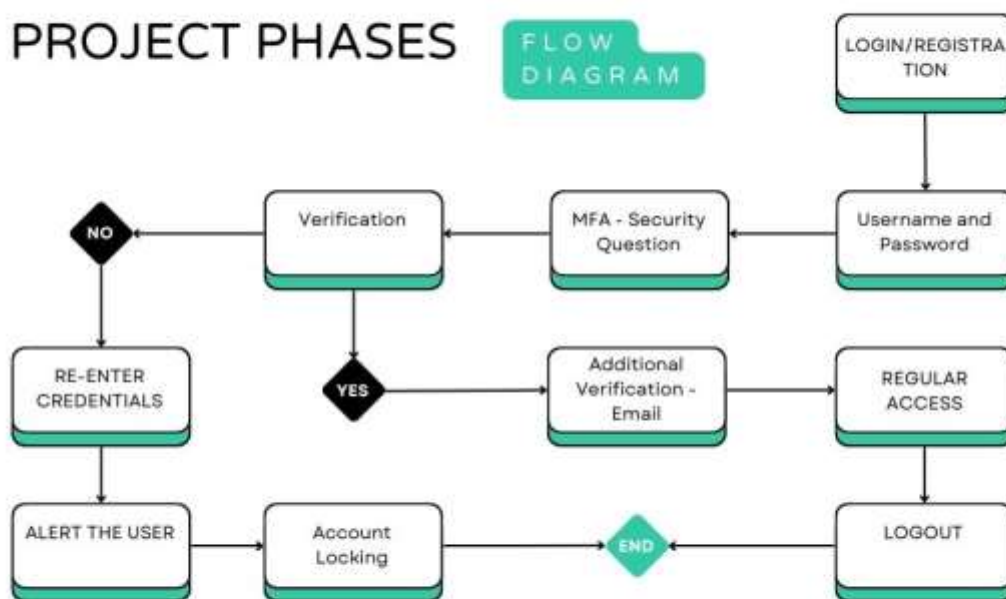 PROJECT PHASES
FLOW
DIAGRAM
LOGIN/REGISTRA
TION
NO
Verification
MFA - Security
Question
Username and
Password
RE-ENTER
CREDENTIALS
YES
Additional
Verification -
Email
REGULAR
ACCESS
ALERT THE USER
Account
Locking
END
LOGOUT